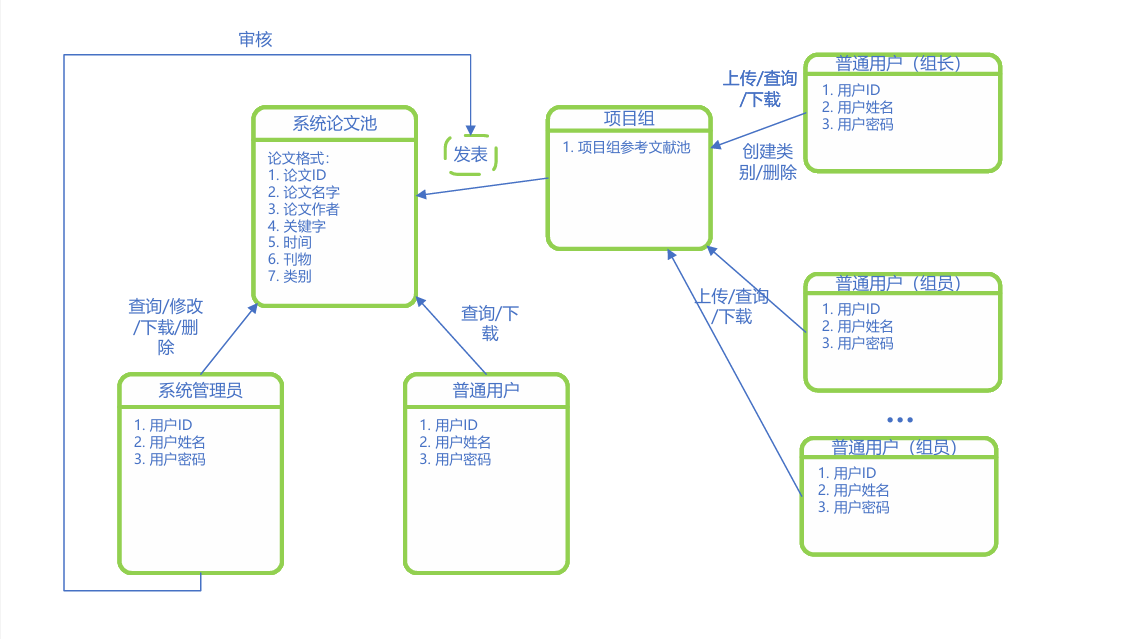 审核
系统论文池
论文格式：
1. 论文ID
2. 论文名字
3. 论文作者
4. 关键字
5. 时间
6. 刊物
7. 类别
发表
项目组
1. 项目组参考文献池
上传/查询
/下载
创建类
别/删除
普通用户（组长）
1. 用户ID
2. 用户姓名
3. 用户密码
上传/查询
/下载
普通用户（组员）
1. 用户ID
2. 用户姓名
3. 用户密码
•••
普通用户（组员）
1. 用户ID
2. 用户姓名
3. 用户密码
查询/修改
/下载/删
除
查询/下
载
系统管理员
1. 用户ID
2. 用户姓名
3. 用户密码
普通用户
1. 用户ID
2. 用户姓名
3. 用户密码